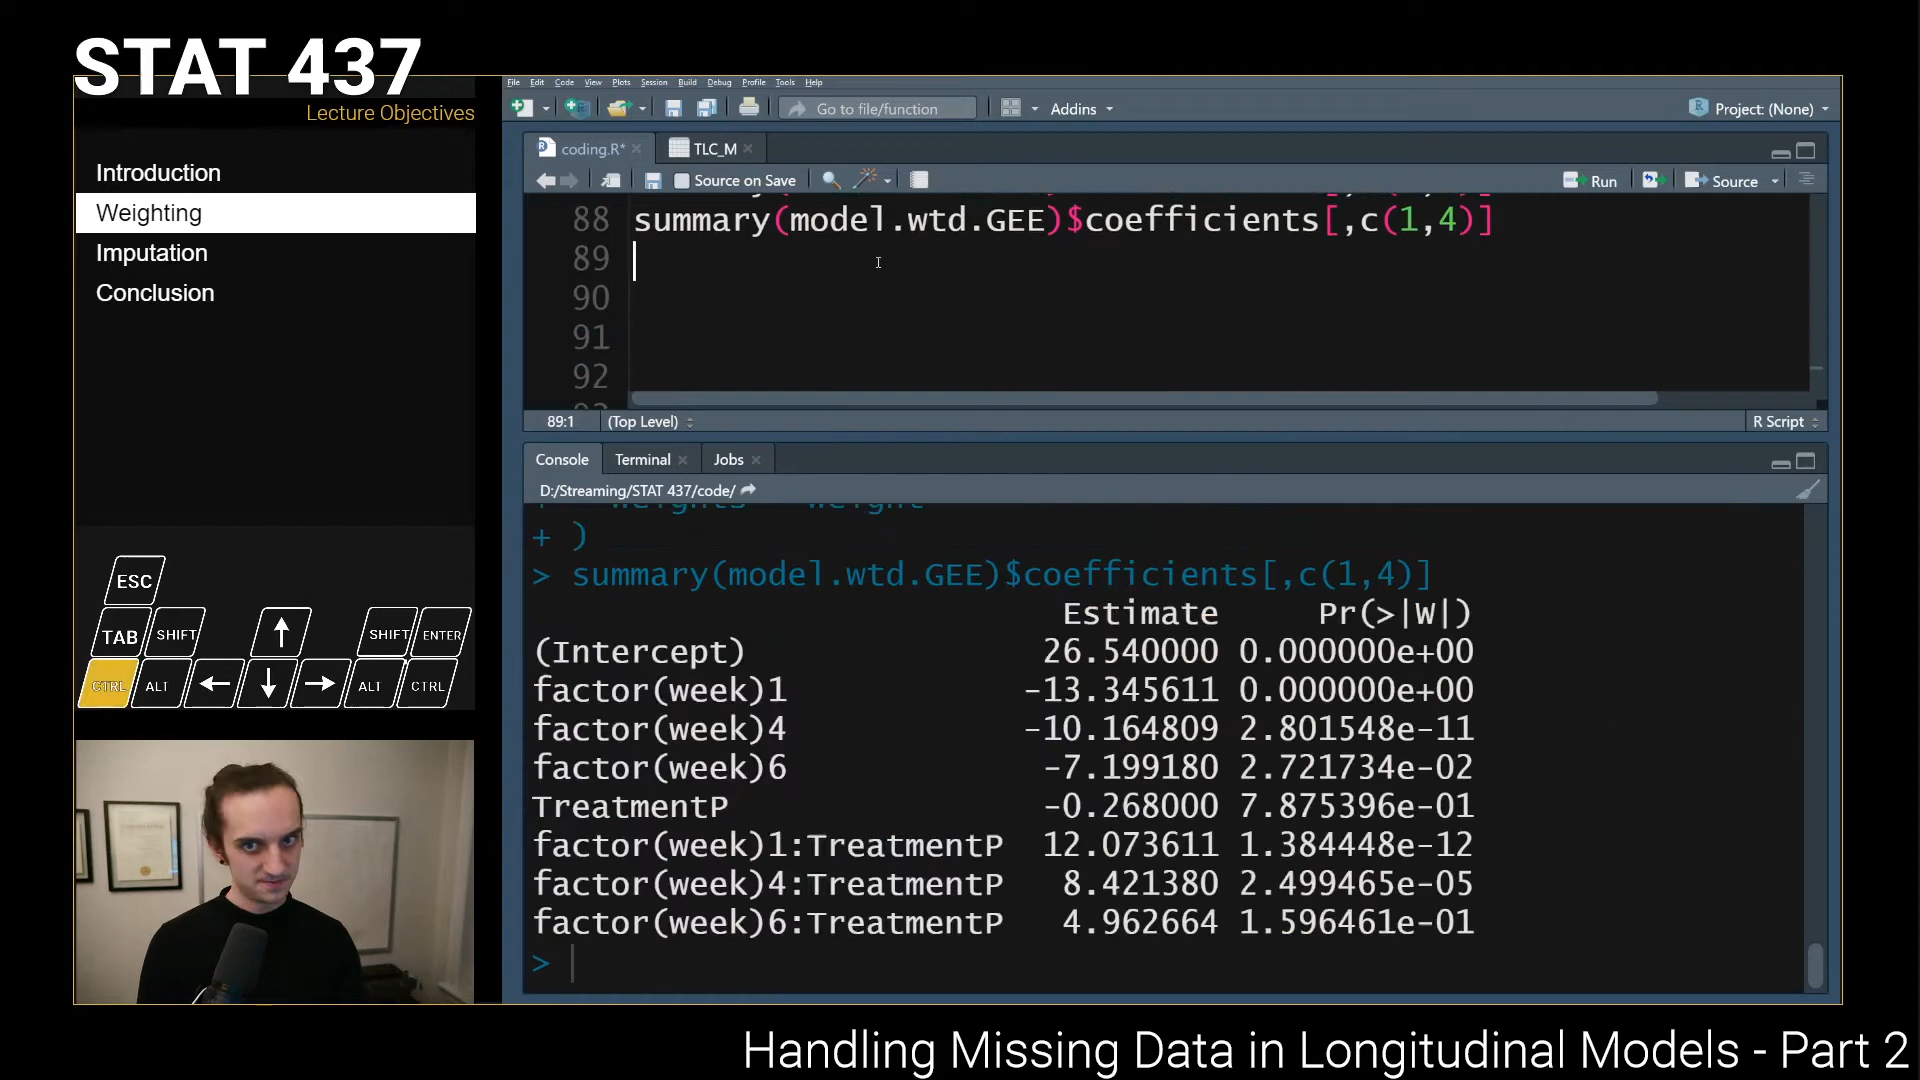 STAT 437
Lecture Objectives
Introduction
Weighting
Imputation
Conclusion
ESC
TAB SHIFT SHIFT ENTER
CTRL ALT ALT CTRL
File Edit Code View Plots Session Build Debug Profile Tools Help
Go to file/function Addins Project: (None)
coding.R* TLC_M
Source on Save Run Source
88 summary(model.wtd.GEE)$coefficients[,c(1,4)]
89
90
91
92
89:1 (Top Level) R Script
Console Terminal Jobs
D:/Streaming/STAT 437/code/
+ )
> summary(model.wtd.GEE)$coefficients[,c(1,4)]
Estimate Pr(>|W|)
(Intercept) 26.540000 0.000000e+00
factor(week)1 -13.345611 0.000000e+00
factor(week)4 -10.164809 2.801548e-11
factor(week)6 -7.199180 2.721734e-02
TreatmentP -0.268000 7.875396e-01
factor(week)1:TreatmentP 12.073611 1.384448e-12
factor(week)4:TreatmentP 8.421380 2.499465e-05
factor(week)6:TreatmentP 4.962664 1.596461e-01
>
Handling Missing Data in Longitudinal Models - Part 2